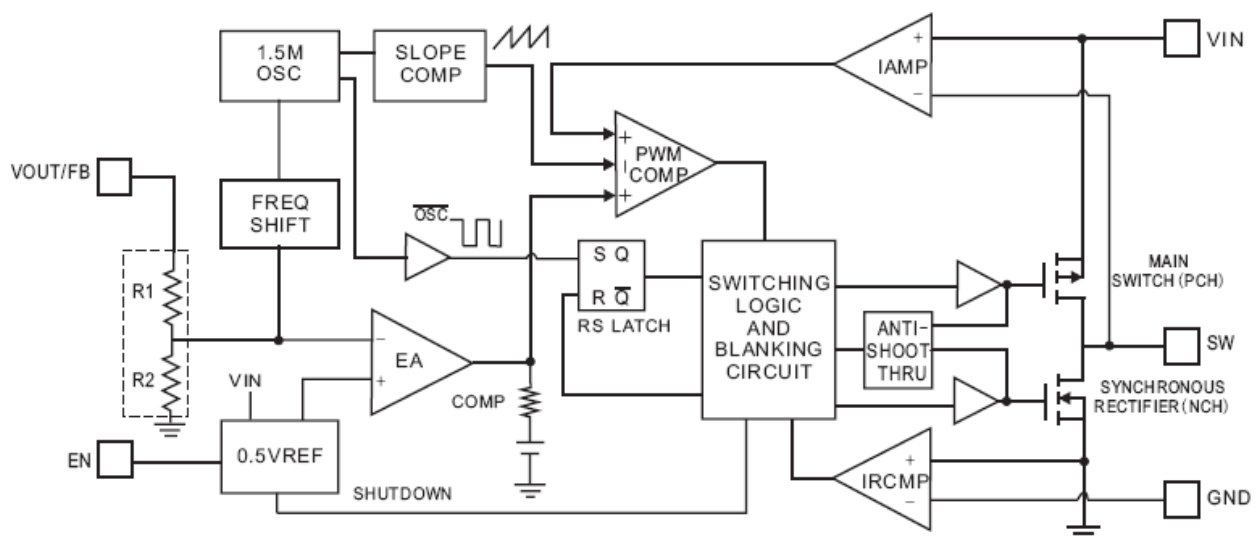 1.5M
OSC
SLOPE
COMP
+
IAMP
−
VIN
VOUT/FB
FREQ
SHIFT
+
−
+
PWM
COMP
OSC
R1
R2
S Q
R Q
RS LATCH
SWITCHING
LOGIC
AND
BLANKING
CIRCUIT
ANTI-
SHOOT
THRU
MAIN
SWITCH (PCH)
SW
SYNCHRONOUS
RECTIFIER (NCH)
−
EA
+
COMP
VIN
EN
0.5VREF
SHUTDOWN
+
IRCMP
−
GND